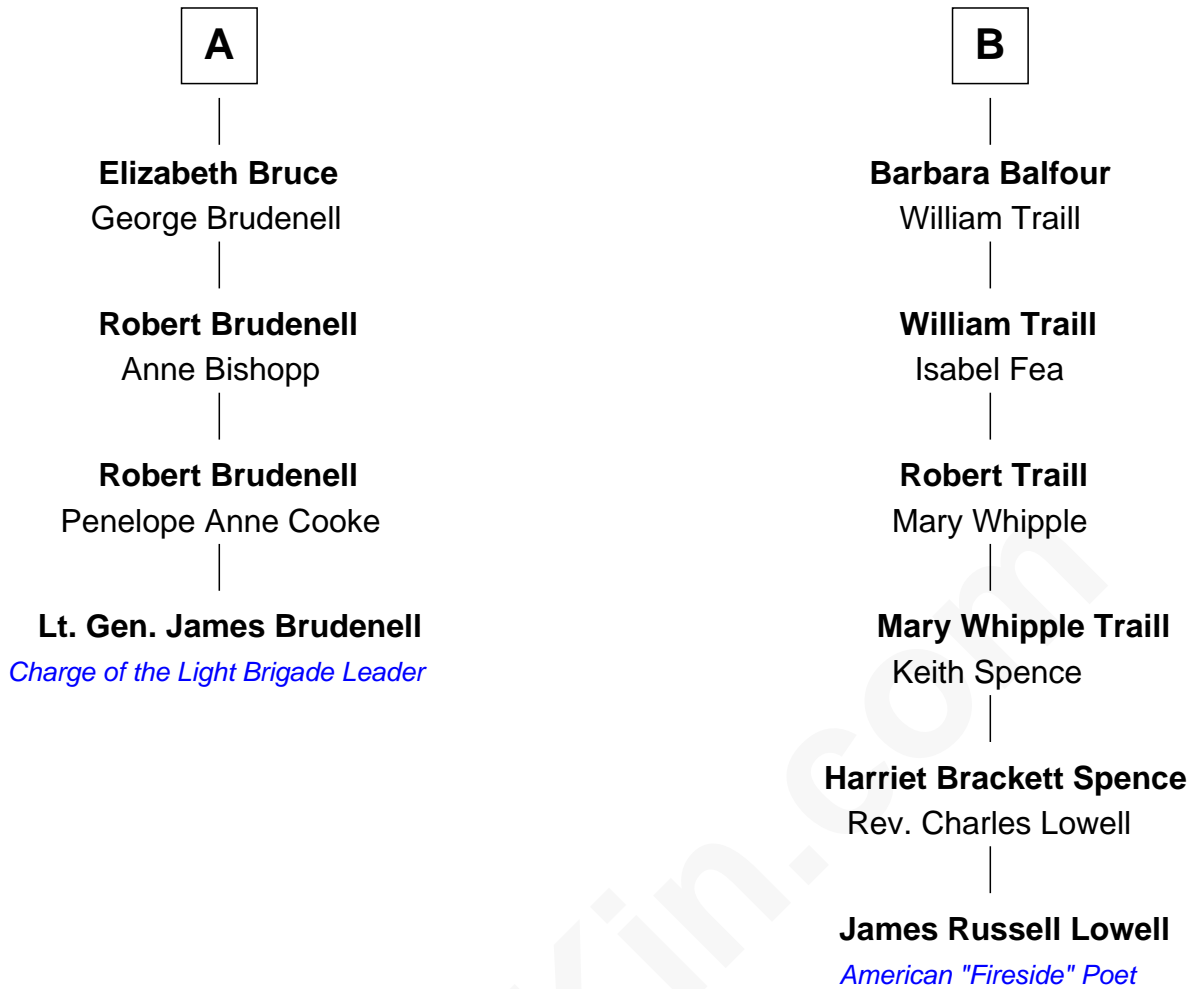 A
Elizabeth Bruce
George Brudenell
Robert Brudenell
Anne Bishopp
Robert Brudenell
Penelope Anne Cooke
Lt. Gen. James Brudenell
Charge of the Light Brigade Leader
B
Barbara Balfour
William Traill
William Traill
Isabel Fea
Robert Traill
Mary Whipple
Mary Whipple Traill
Keith Spence
Harriet Brackett Spence
Rev. Charles Lowell
James Russell Lowell
American "Fireside" Poet
Kin.com